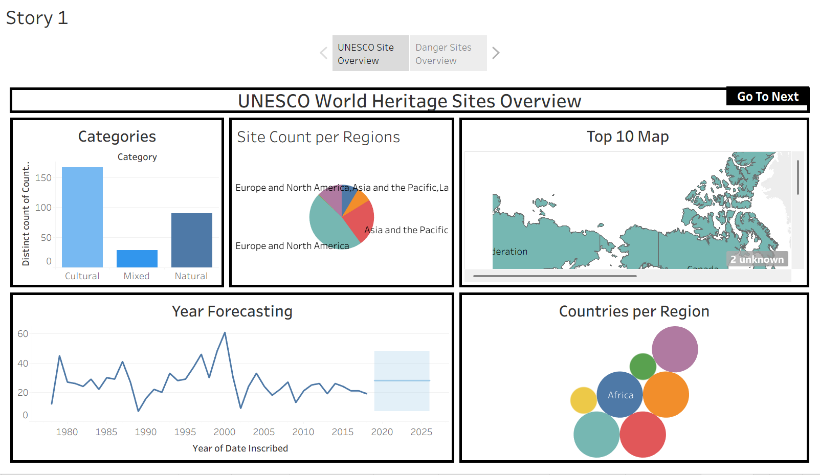 Story 1
UNESCO Site
Overview
Danger Sites
Overview
UNESCO World Heritage Sites Overview
Go To Next
Categories
Category
Distinct count of Count..
150
100
50
0
Cultural
Mixed
Natural
Site Count per Regions
Europe and North America,Asia and the Pacific,La
Asia and the Pacific
Europe and North America
Top 10 Map
deration
Canada
2 unknown
Year Forecasting
60
40
20
0
1980
1985
1990
1995
2000
2005
2010
2015
2020
2025
Year of Date Inscribed
Countries per Region
Africa